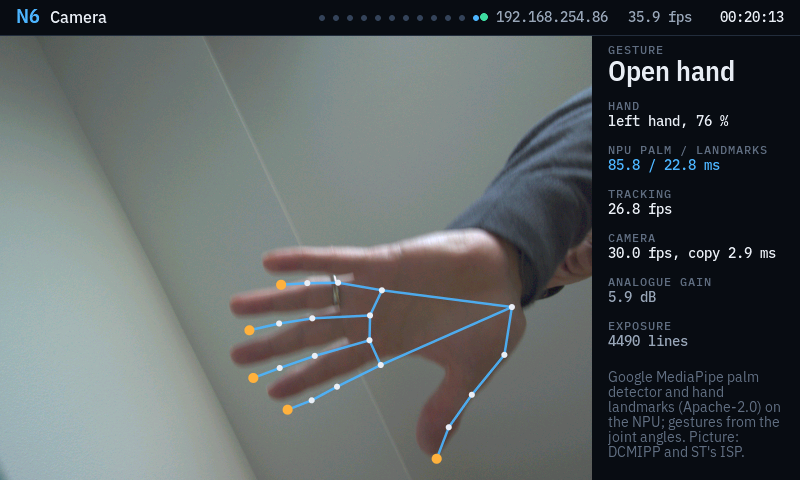 N6 Camera 192.168.254.86 35.9 fps 00:20:13
GESTURE
Open hand
HAND
left hand, 76 %
NPU PALM / LANDMARKS
85.8 / 22.8 ms
TRACKING
26.8 fps
CAMERA
30.0 fps, copy 2.9 ms
ANALOGUE GAIN
5.9 dB
EXPOSURE
4490 lines
Google MediaPipe palm
detector and hand
landmarks (Apache-2.0) on
the NPU; gestures from the
joint angles. Picture:
DCMIPP and ST's ISP.